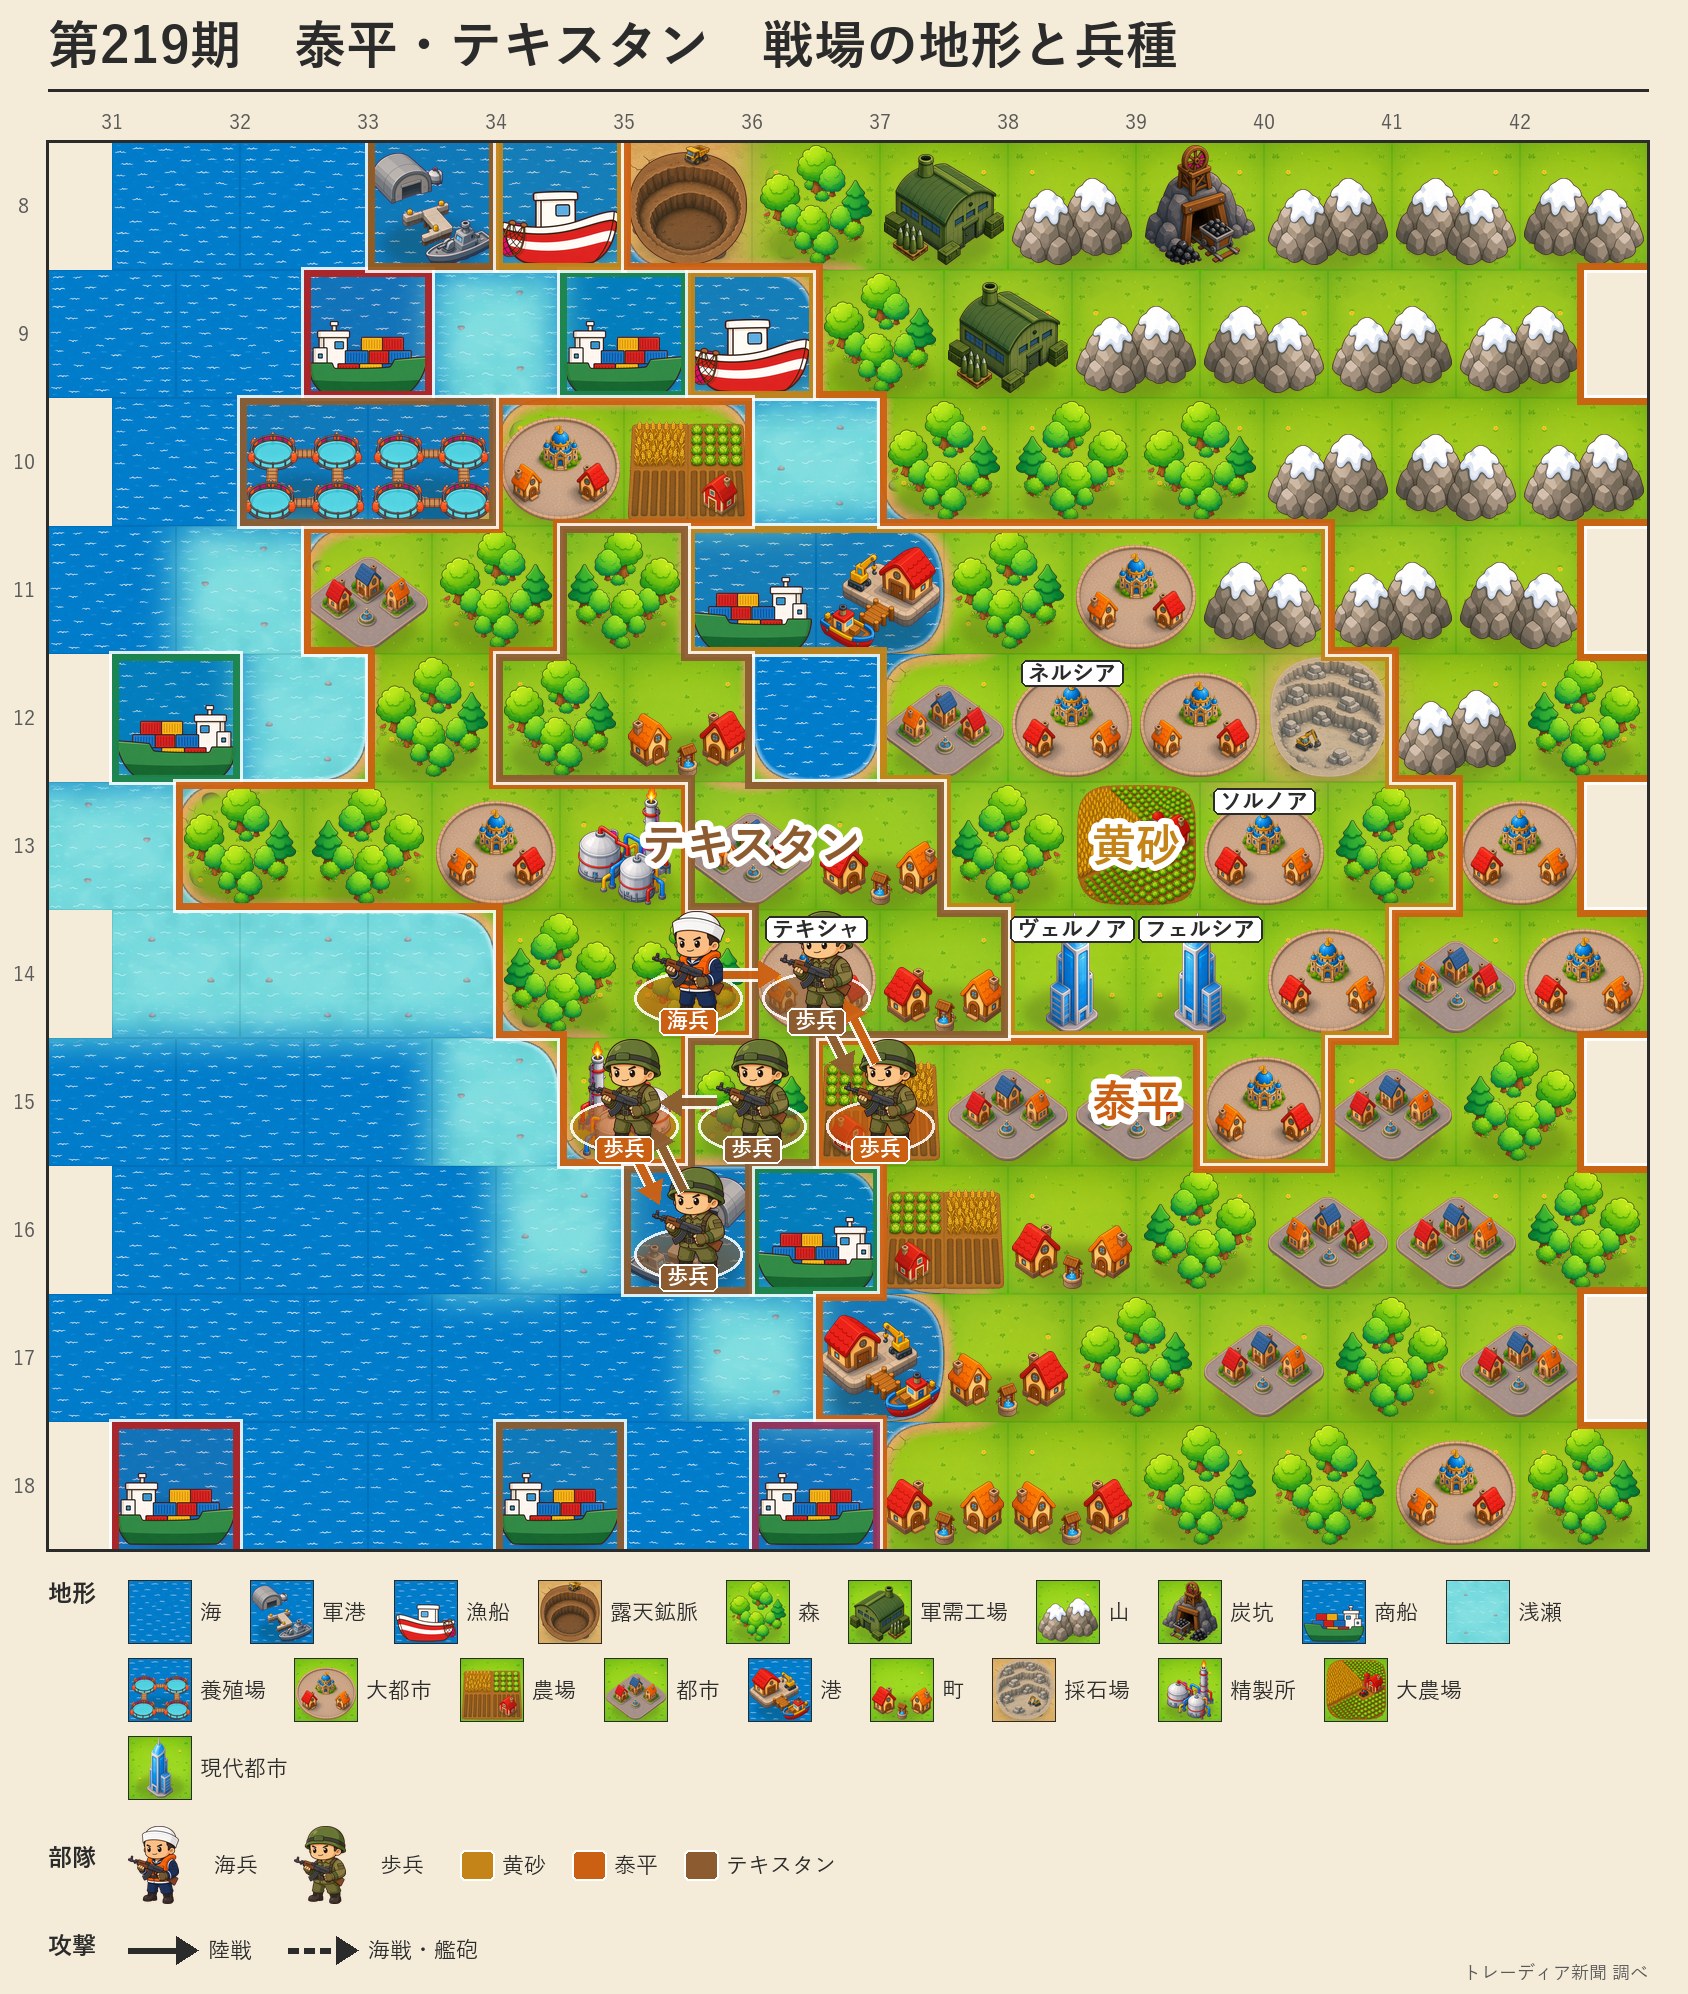 第219期　泰平・テキスタン　戦場の地形と兵種
31 32 33 34 35 36 37 38 39 40 41 42
8
9
10
11
12
13
14
15
16
17
18
ネルシア
ソルノア
テキスタン
黄砂
テキシャ
ヴェルノア
フェルシア
海兵
歩兵
泰平
歩兵
歩兵
歩兵
歩兵
地形
海 軍港 漁船 露天鉱脈 森 軍需工場 山 炭坑 商船 浅瀬
養殖場 大都市 農場 都市 港 町 採石場 精製所 大農場
現代都市
部隊 海兵 歩兵 黄砂 泰平 テキスタン
攻撃 陸戦 海戦・艦砲
トレーディア新聞 調べ